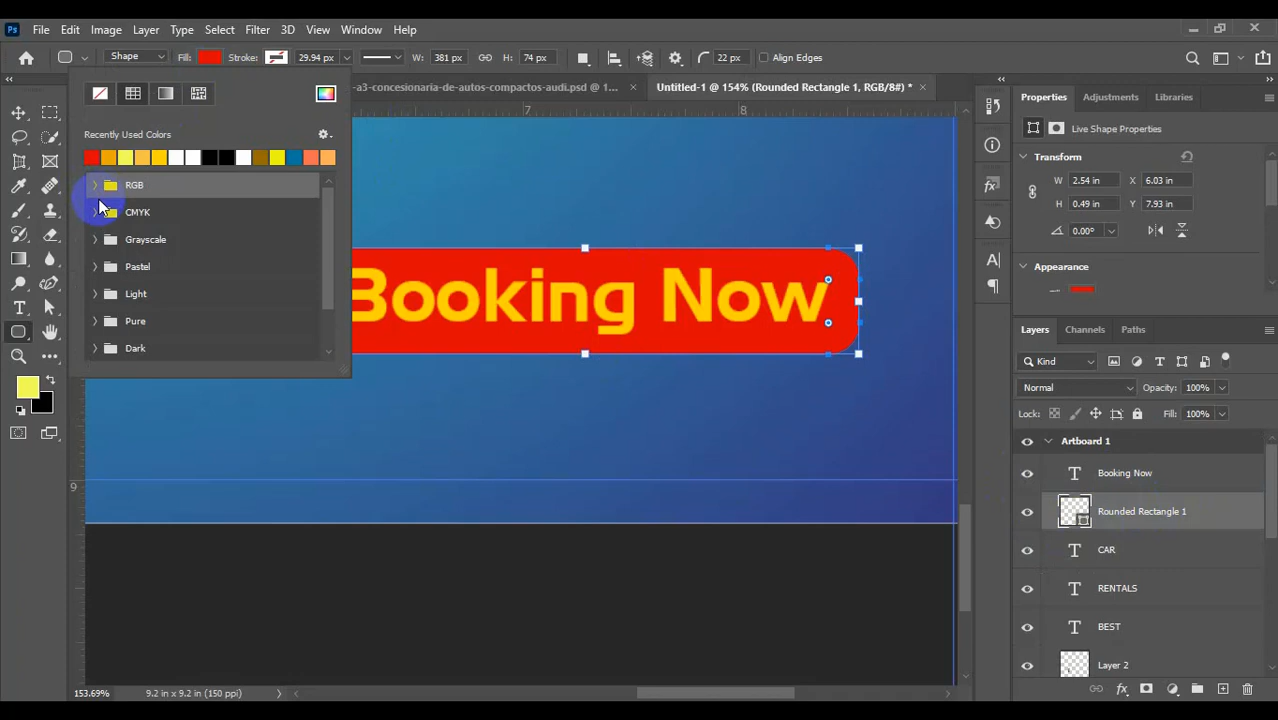 Ps File Edit Image Layer Type Select Filter 3D View Window Help
Shape Fill: Stroke: 29.94 px W: 381 px H: 74 px 22 px Align Edges
-a3-concesionaria-de-autos-compactos-audi.psd @ 1... × Untitled-1 @ 154% (Rounded Rectangle 1, RGB/8#) * ×
7 8
Recently Used Colors
RGB
CMYK
Grayscale
Pastel
Light
Pure
Dark
Booking Now
9
153.69% 9.2 in x 9.2 in (150 ppi)
Properties Adjustments Libraries
Live Shape Properties
Transform
W 2.54 in X 6.03 in
H 0.49 in Y 7.93 in
0.00°
Appearance
Layers Channels Paths
Kind
Normal Opacity: 100%
Lock: Fill: 100%
Artboard 1
T Booking Now
Rounded Rectangle 1
T CAR
T RENTALS
T BEST
Layer 2